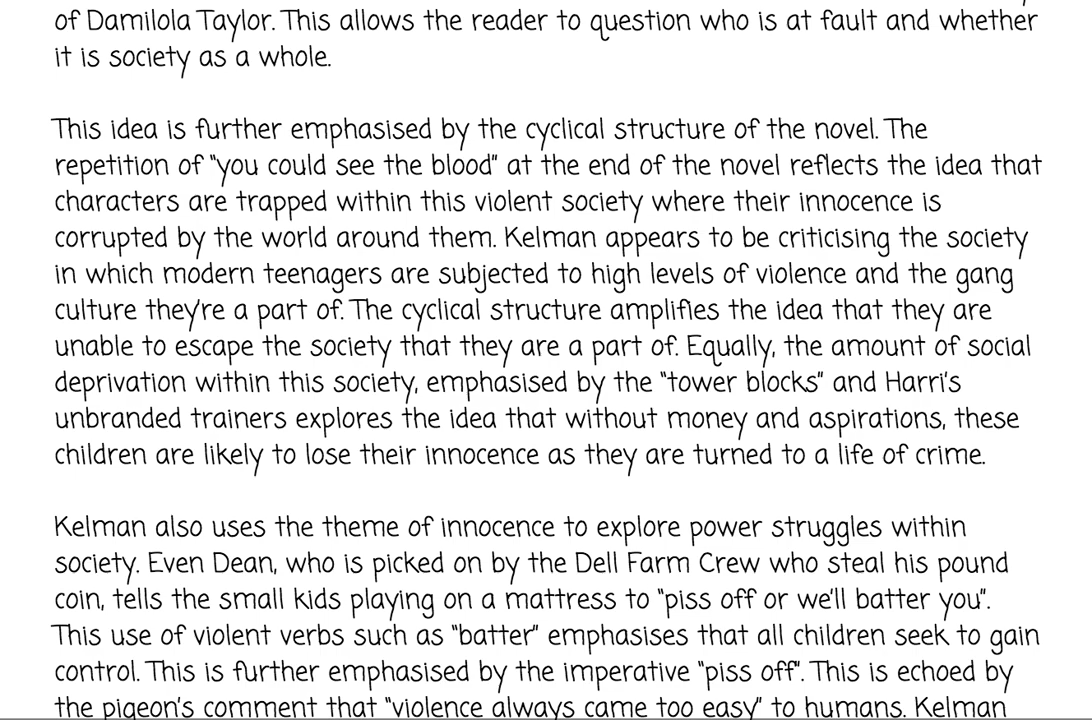 of Damilola Taylor. This allows the reader to question who is at fault and whether
it is society as a whole.
This idea is further emphasised by the cyclical structure of the novel. The
repetition of "you could see the blood" at the end of the novel reflects the idea that
characters are trapped within this violent society where their innocence is
corrupted by the world around them. Kelman appears to be criticising the society
in which modern teenagers are subjected to high levels of violence and the gang
culture they're a part of. The cyclical structure amplifies the idea that they are
unable to escape the society that they are a part of. Equally, the amount of social
deprivation within this society, emphasised by the "tower blocks" and Harri's
unbranded trainers explores the idea that without money and aspirations, these
children are likely to lose their innocence as they are turned to a life of crime.
Kelman also uses the theme of innocence to explore power struggles within
society. Even Dean, who is picked on by the Dell Farm Crew who steal his pound
coin, tells the small kids playing on a mattress to "piss off or we'll batter you".
This use of violent verbs such as "batter" emphasises that all children seek to gain
control. This is further emphasised by the imperative "piss off". This is echoed by
the pigeon's comment that "violence always came too easy" to humans. Kelman